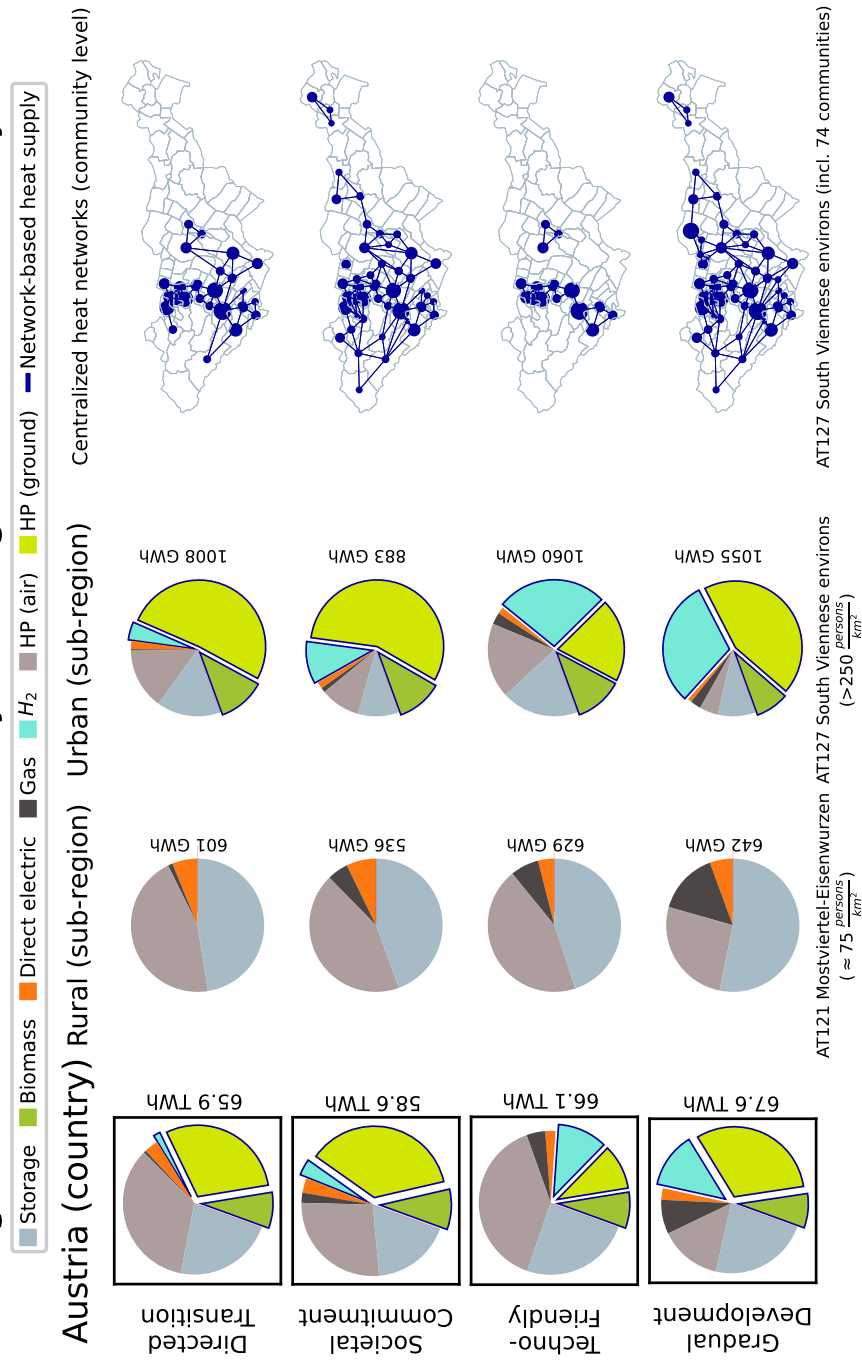 Storage Biomass Direct electric Gas H2 HP (air) HP (ground) Network-based heat supply
Austria (country) Rural (sub-region) Urban (sub-region) Centralized heat networks (community level)
Directed
Transition
65.9 TWh
601 GWh
1008 GWh
Societal
Commitment
58.6 TWh
536 GWh
883 GWh
Techno-
Friendly
66.1 TWh
629 GWh
1060 GWh
Gradual
Development
67.6 TWh
642 GWh
1055 GWh
AT121 Mostviertel-Eisenwurzen
(≈ 75 persons/km²)
AT127 South Viennese environs
(>250 persons/km²)
AT127 South Viennese environs (incl. 74 communities)